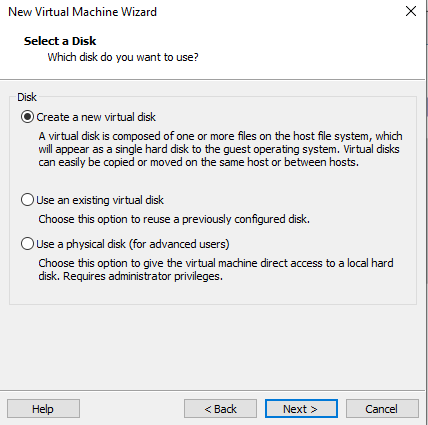 New Virtual Machine Wizard
Select a Disk
Which disk do you want to use?
Disk
Create a new virtual disk
A virtual disk is composed of one or more files on the host file system, which
will appear as a single hard disk to the guest operating system. Virtual disks
can easily be copied or moved on the same host or between hosts.
Use an existing virtual disk
Choose this option to reuse a previously configured disk.
Use a physical disk (for advanced users)
Choose this option to give the virtual machine direct access to a local hard
disk. Requires administrator privileges.
Help
< Back
Next >
Cancel